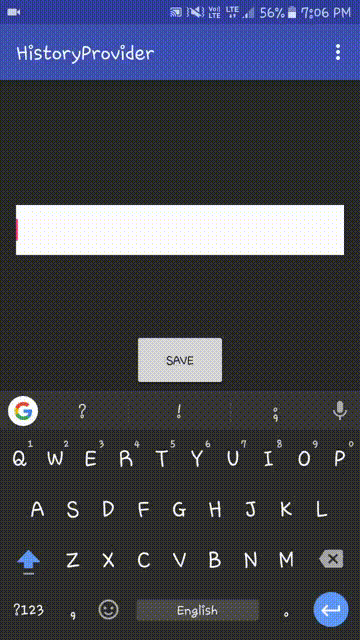 Vo) LTE LTE 56% 7:06 PM
HistoryProvider
SAVE
G ? ! ;
1 2 3 4 5 6 7 8 9 0
Q W E R T Y U I O P
A S D F G H J K L
Z X C V B N M
?123 , English .